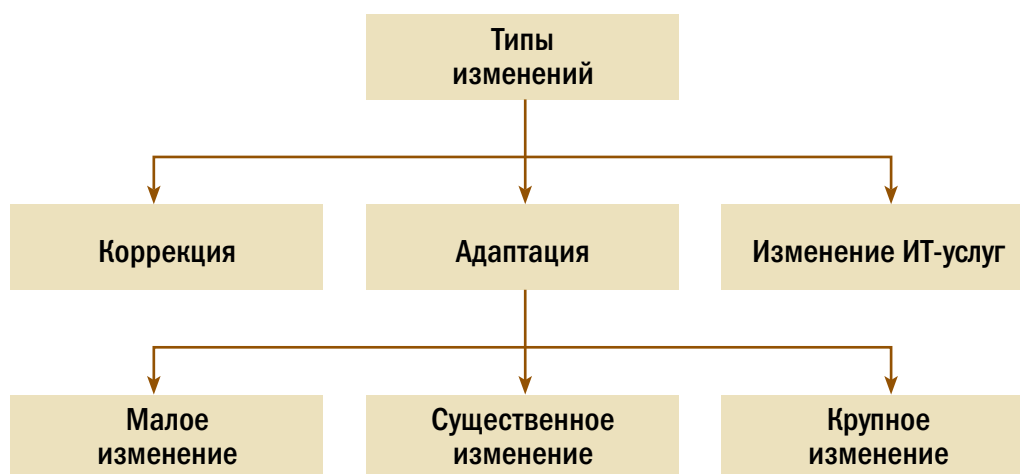 Типы
изменений
Коррекция
Адаптация
Изменение ИТ-услуг
Малое
изменение
Существенное
изменение
Крупное
изменение